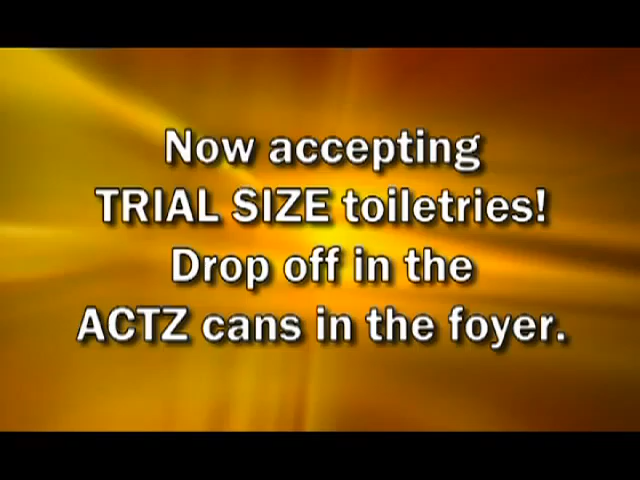 Now accepting
TRIAL SIZE toiletries!
Drop off in the
ACTZ cans in the foyer.